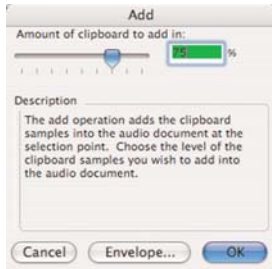 Add
Amount of clipboard to add in:
75 %
Description
The add operation adds the clipboard
samples into the audio document at the
selection point. Choose the level of the
clipboard samples you wish to add into
the audio document.
Cancel Envelope... OK